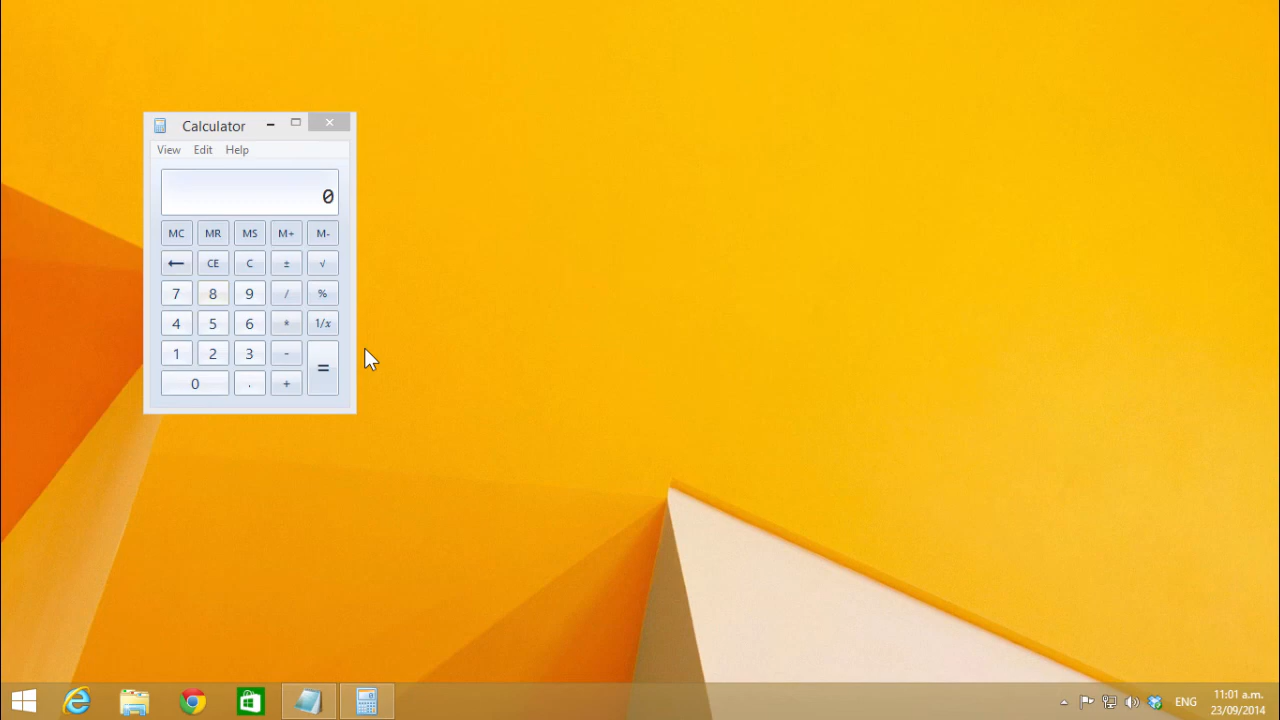 Calculator
View Edit Help
0
MC MR MS M+ M-
← CE C ± √
7 8 9 / %
4 5 6 * 1/x
1 2 3 - =
0 . +
ENG
11:01 a.m.
23/09/2014